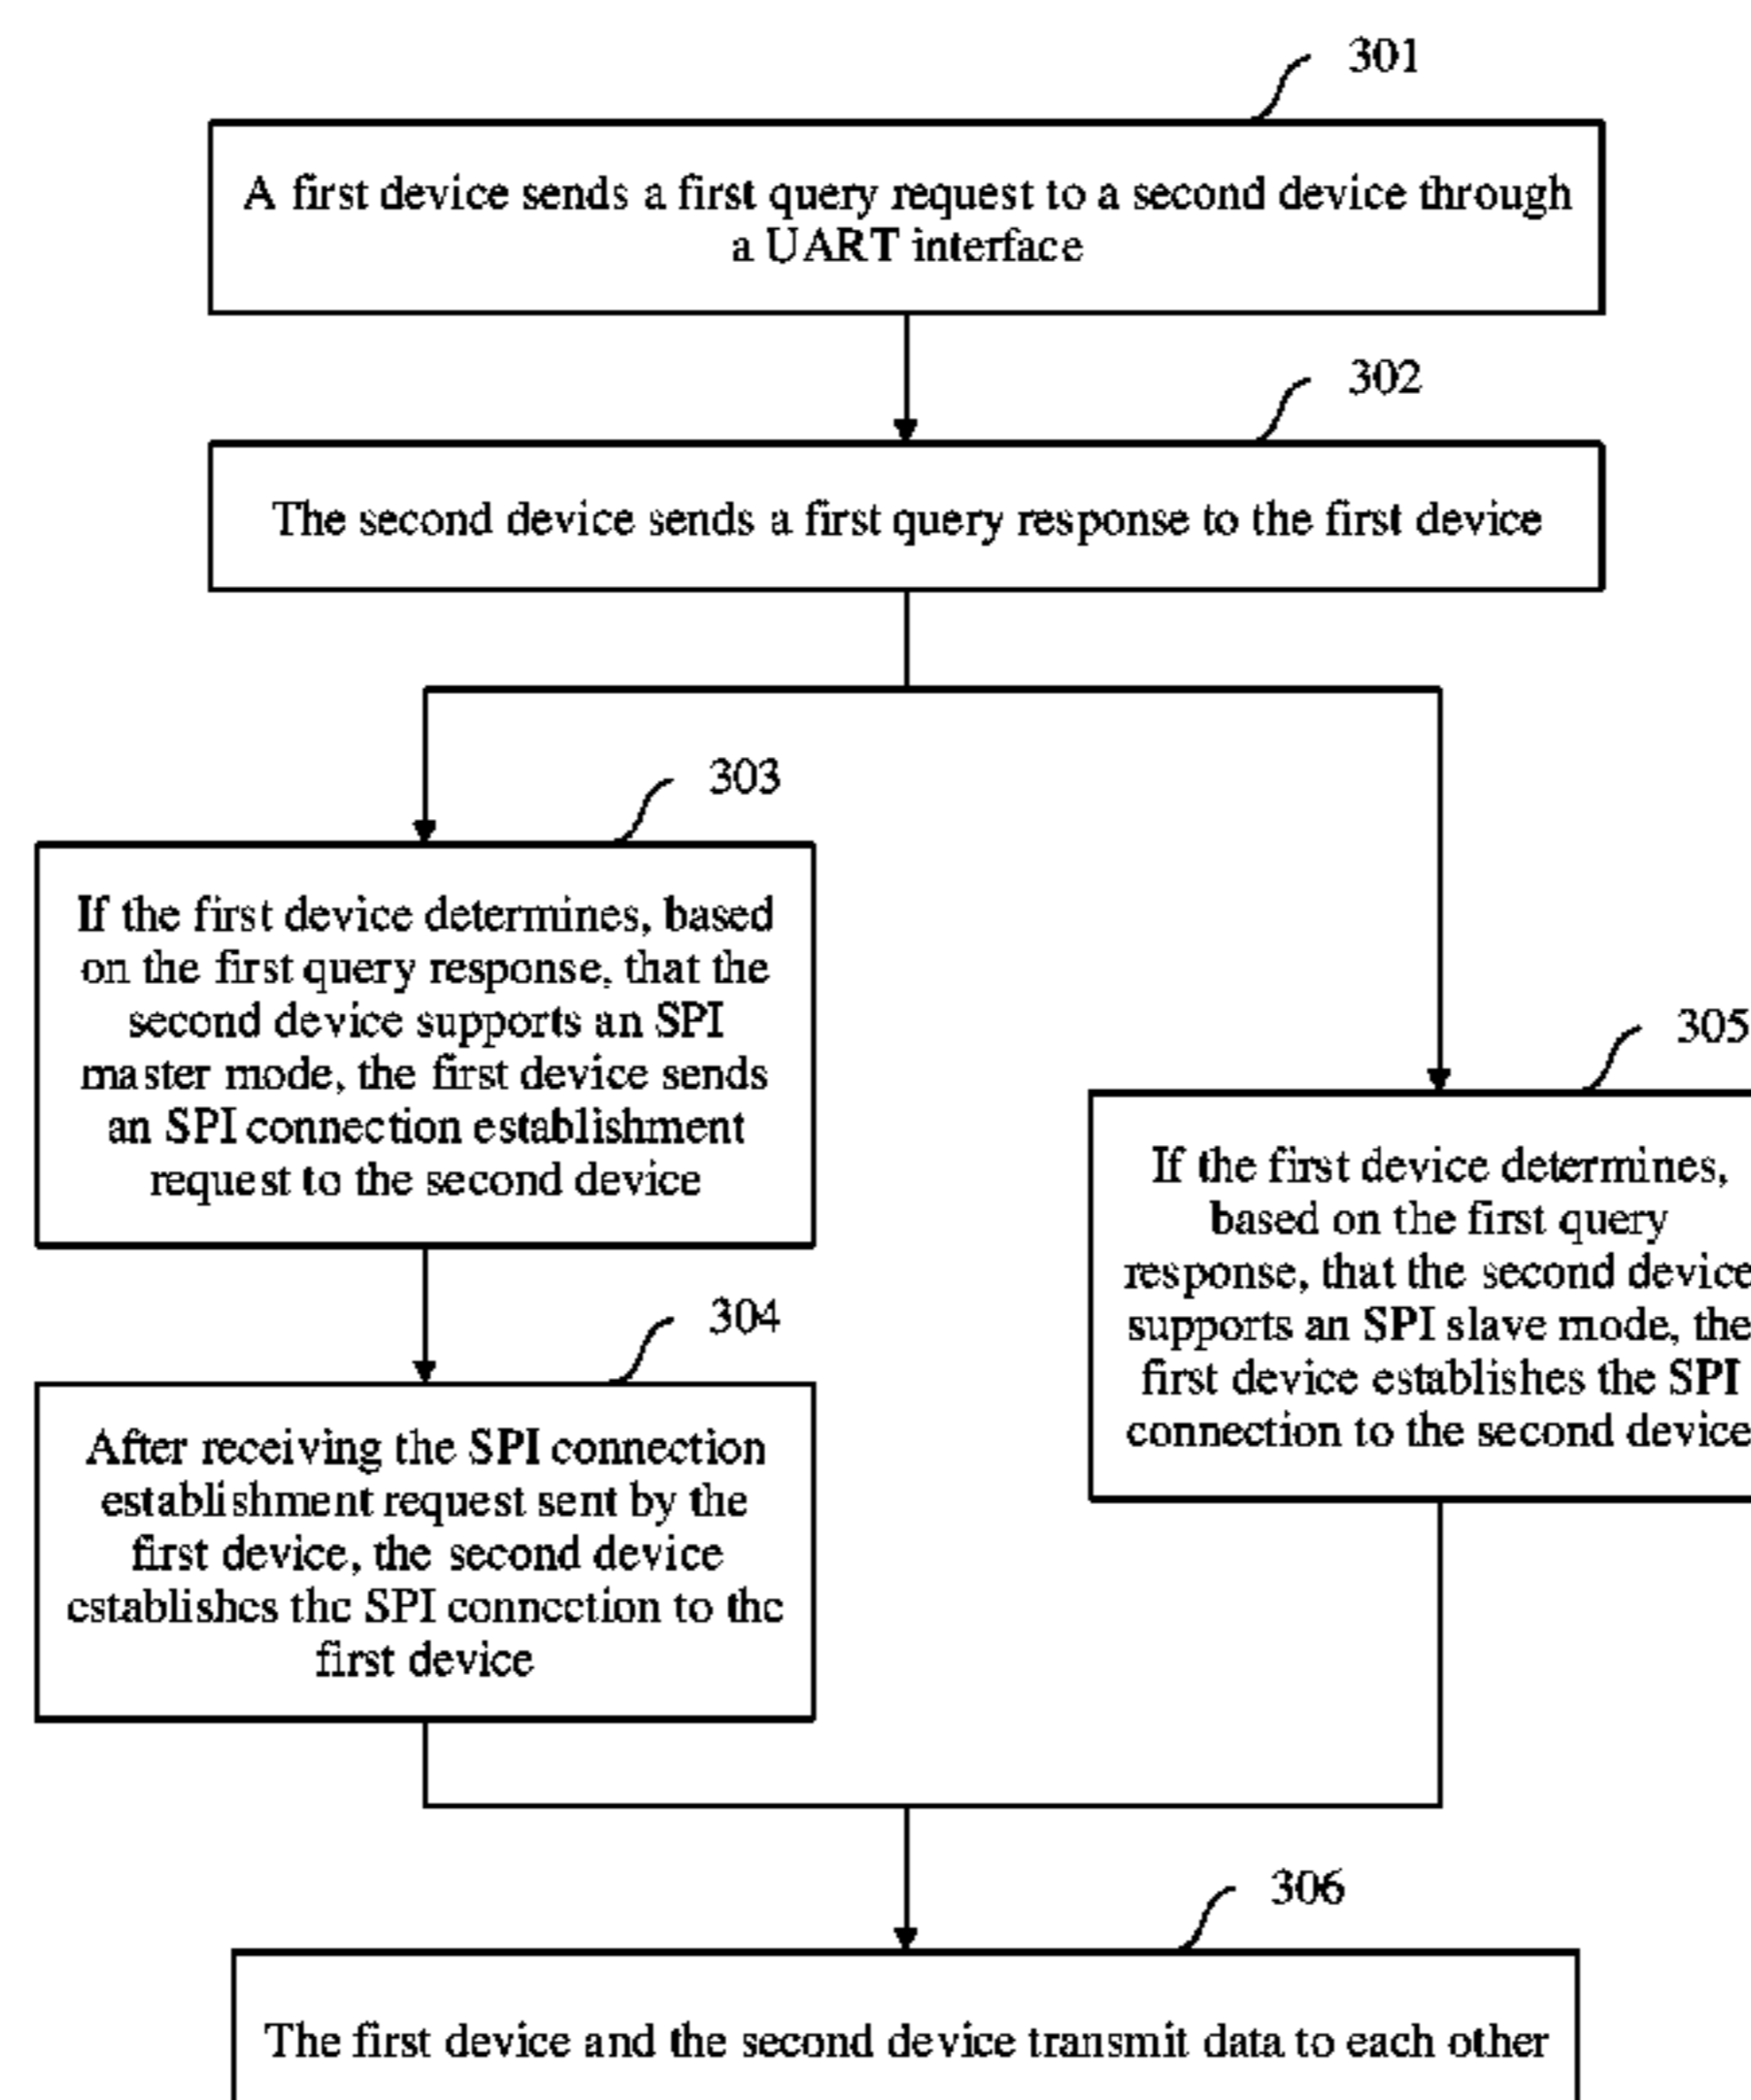 301
A first device sends a first query request to a second device through
a UART interface
302
The second device sends a first query response to the first device
303
If the first device determines, based
on the first query response, that the
second device supports an SPI
master mode, the first device sends
an SPI connection establishment
request to the second device
304
After receiving the SPI connection
establishment request sent by the
first device, the second device
establishes the SPI connection to the
first device
305
If the first device determines,
based on the first query
response, that the second device
supports an SPI slave mode, the
first device establishes the SPI
connection to the second device
306
The first device and the second device transmit data to each other